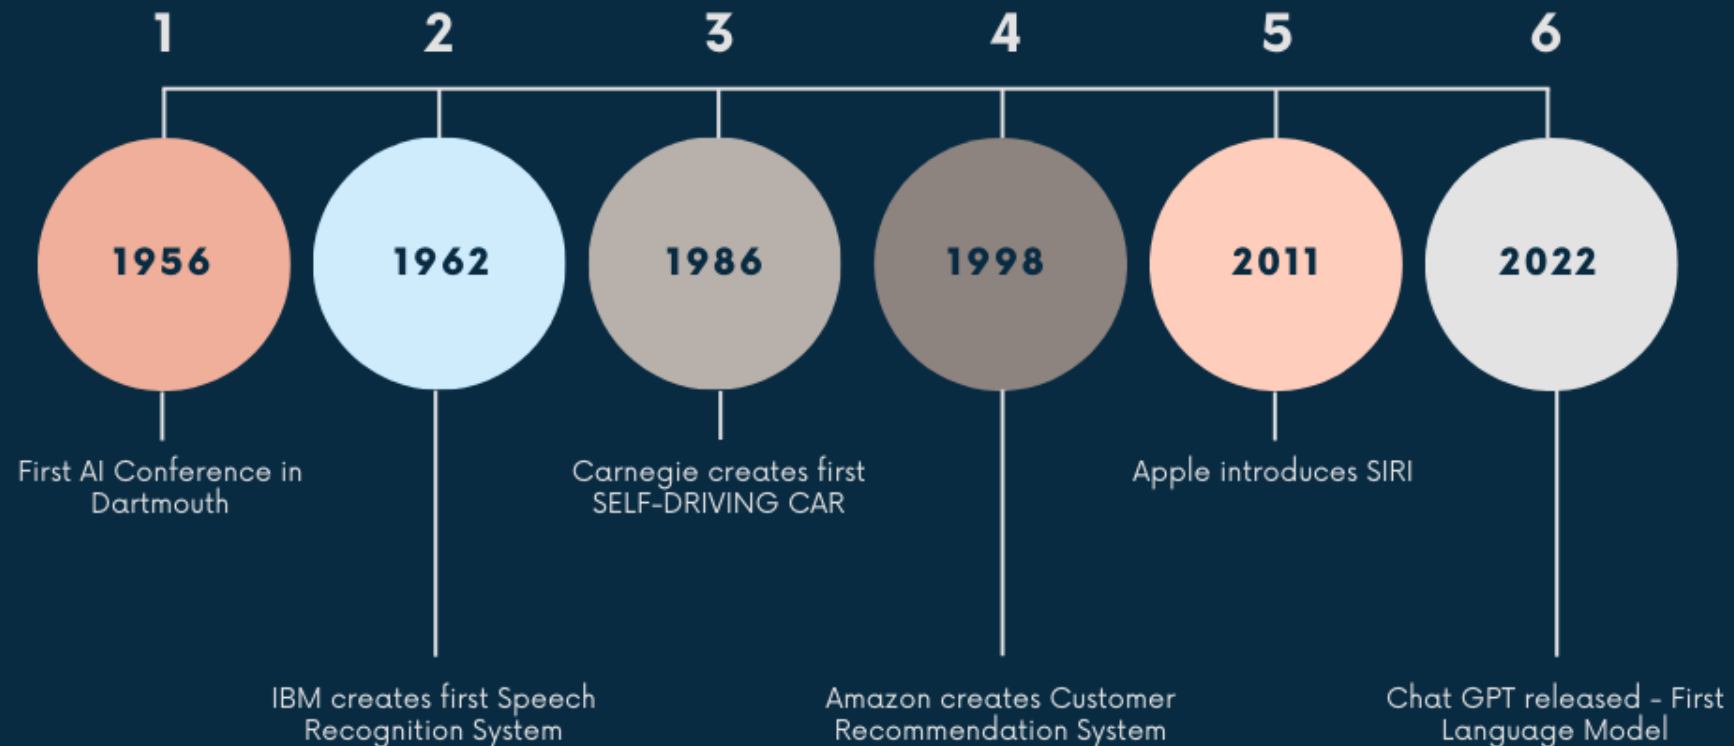 1
2
3
4
5
6
1956
1962
1986
1998
2011
2022
First AI Conference in
Dartmouth
Carnegie creates first
SELF-DRIVING CAR
Apple introduces SIRI
IBM creates first Speech
Recognition System
Amazon creates Customer
Recommendation System
Chat GPT released - First
Language Model